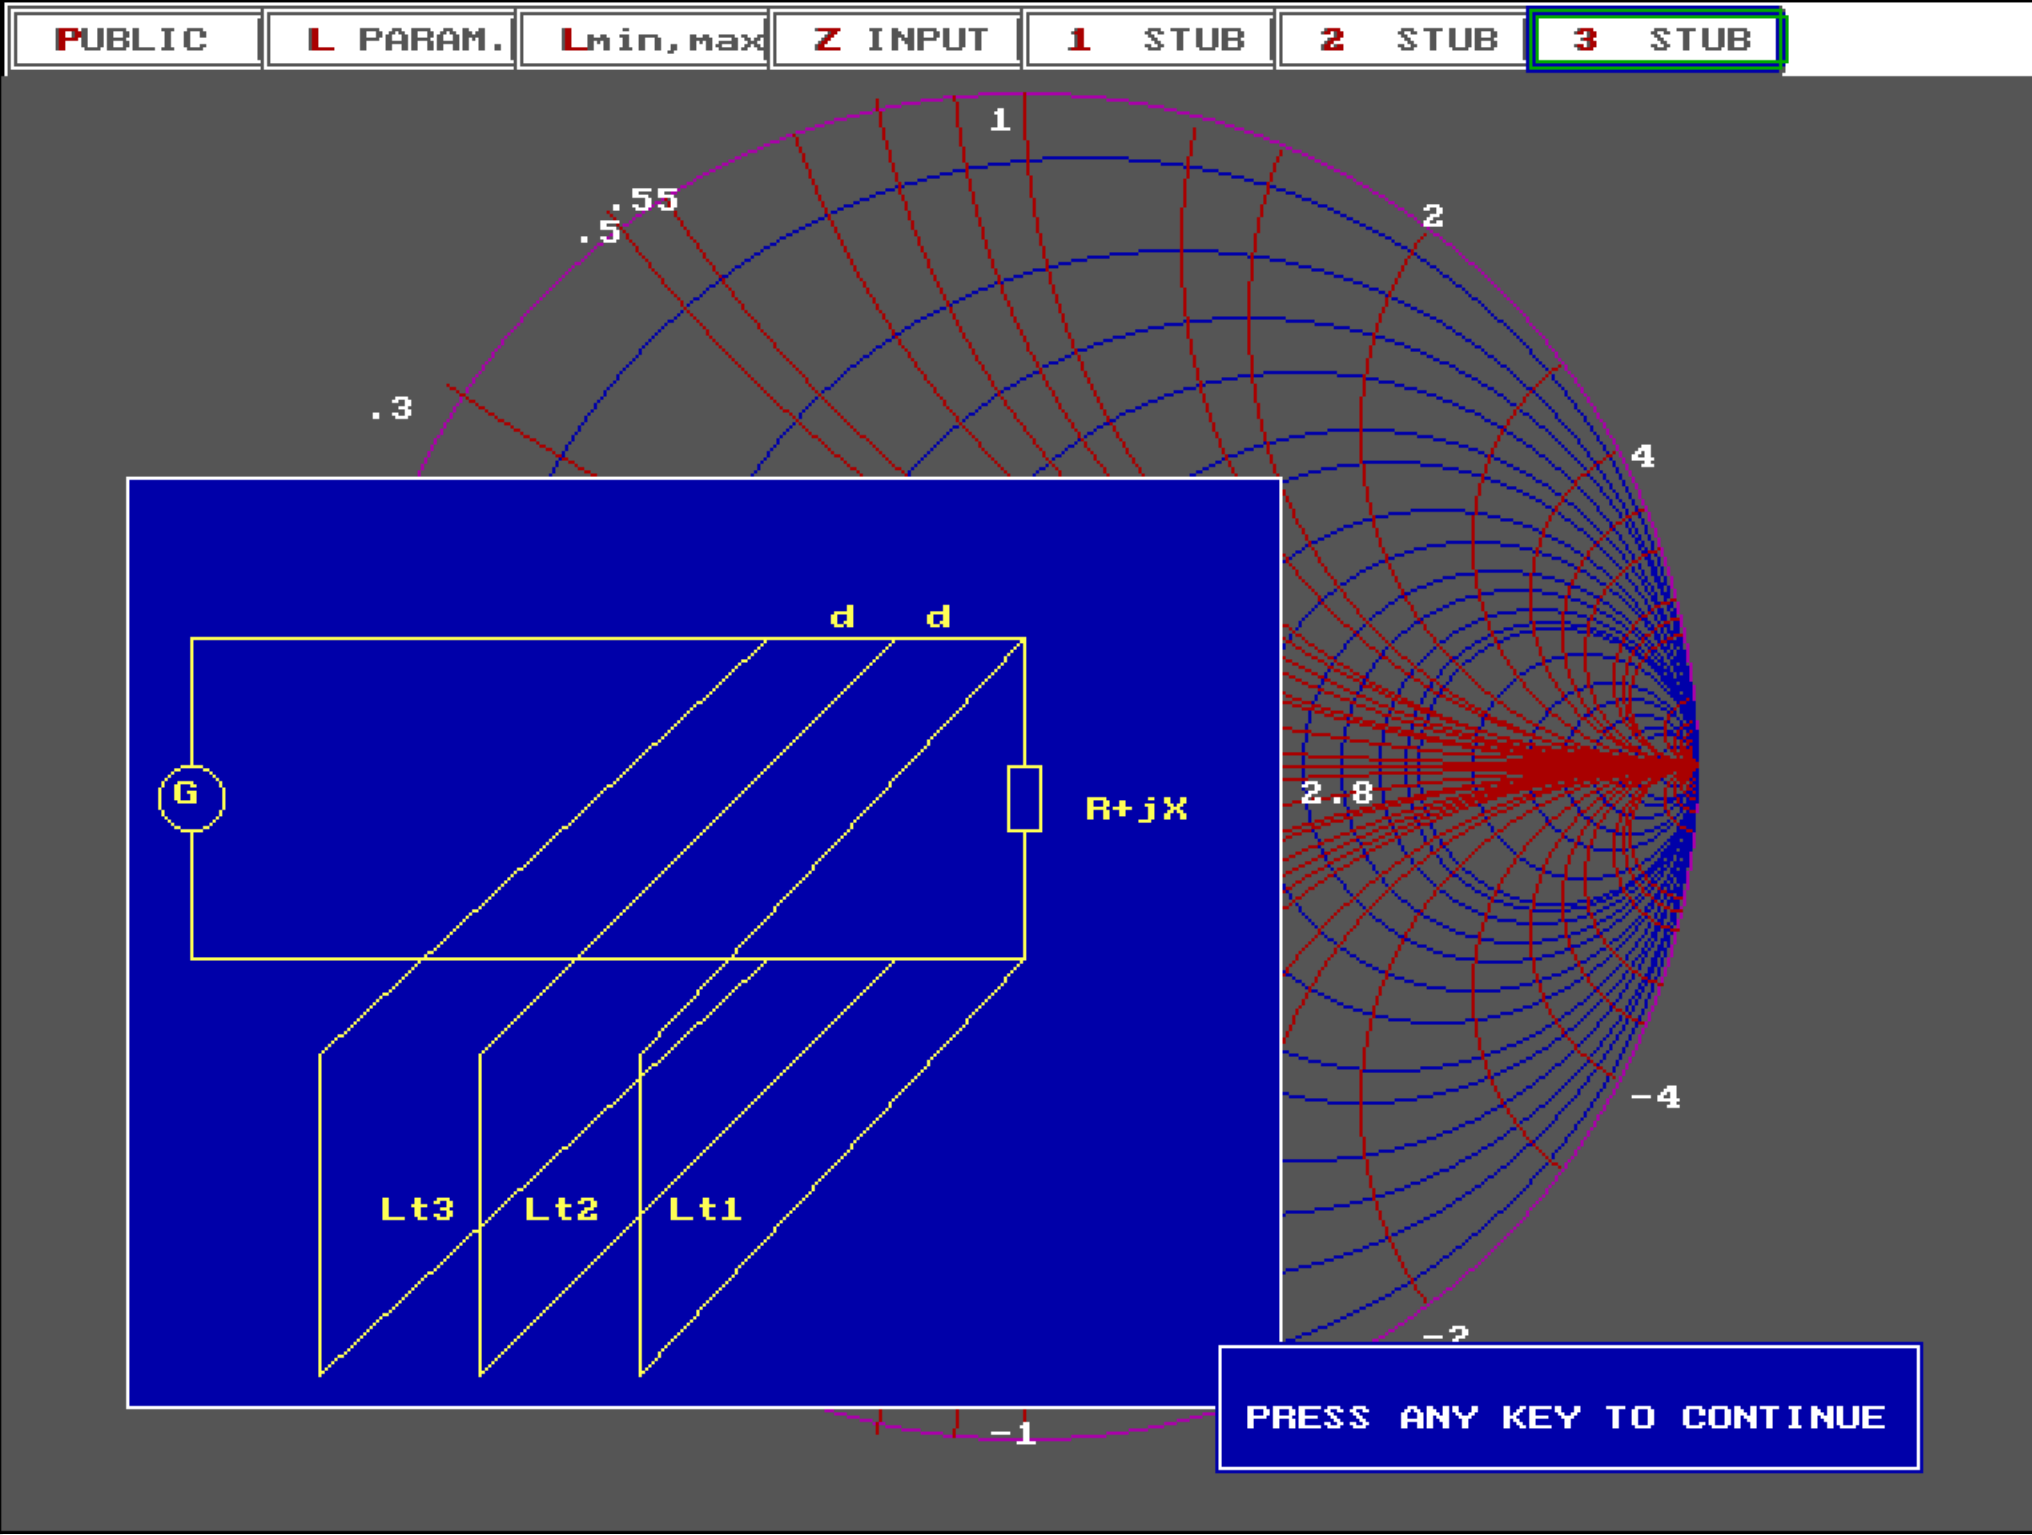 PUBLIC L PARAM. Lmin,max Z INPUT 1 STUB 2 STUB 3 STUB
1
.55
2
.5
.3
4
d d
G
2.8
R+jX
-4
Lt3 Lt2 Lt1
-2
PRESS ANY KEY TO CONTINUE
-1